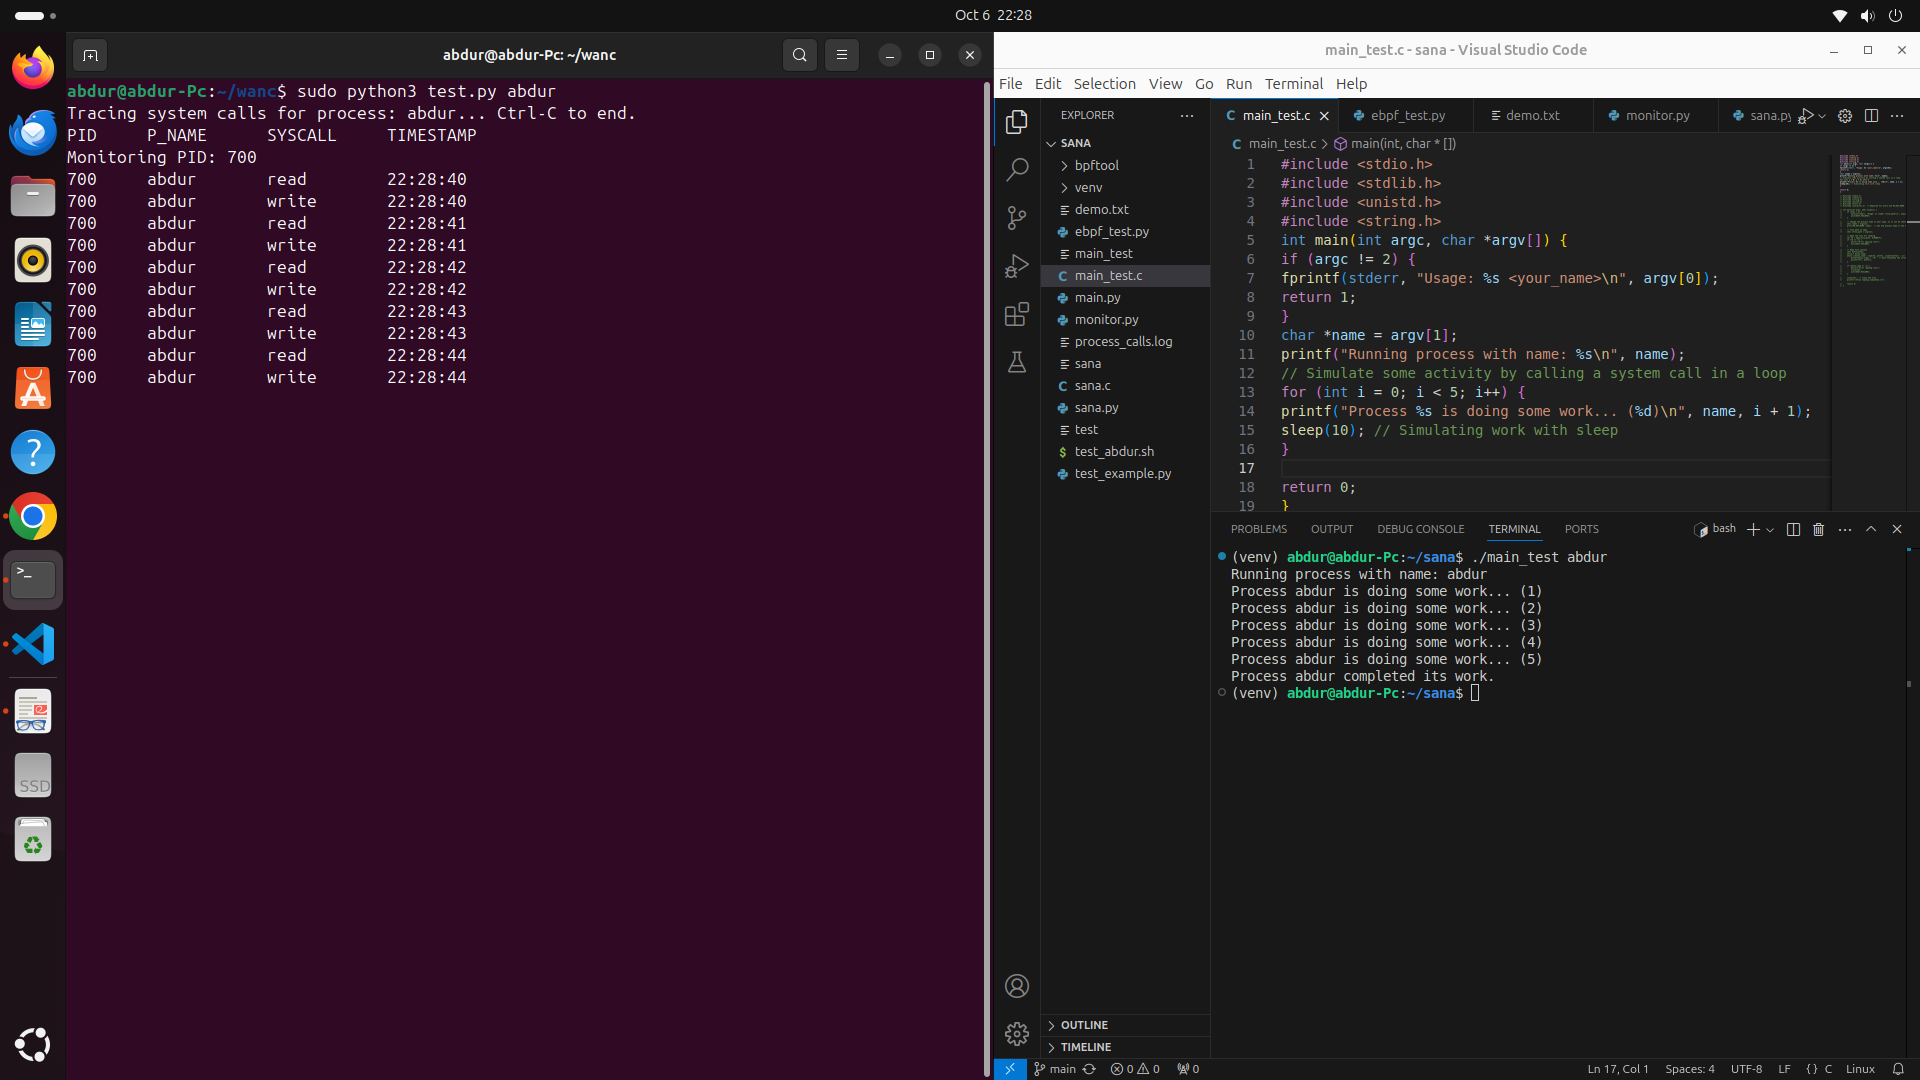 Oct 6 22:28
abdur@abdur-Pc: ~/wanc
abdur@abdur-Pc:~/wanc$ sudo python3 test.py abdur
Tracing system calls for process: abdur... Ctrl-C to end.
PID P_NAME SYSCALL TIMESTAMP
Monitoring PID: 700
700 abdur read 22:28:40
700 abdur write 22:28:40
700 abdur read 22:28:41
700 abdur write 22:28:41
700 abdur read 22:28:42
700 abdur write 22:28:42
700 abdur read 22:28:43
700 abdur write 22:28:43
700 abdur read 22:28:44
700 abdur write 22:28:44
SSD
main_test.c - sana - Visual Studio Code
File Edit Selection View Go Run Terminal Help
EXPLORER
SANA
bpftool
venv
demo.txt
ebpf_test.py
main_test
C main_test.c
main.py
monitor.py
process_calls.log
sana
C sana.c
sana.py
test
$ test_abdur.sh
test_example.py
OUTLINE
TIMELINE
C main_test.c ebpf_test.py demo.txt monitor.py sana.py
C main_test.c > main(int, char * [])
1 #include <stdio.h>
2 #include <stdlib.h>
3 #include <unistd.h>
4 #include <string.h>
5 int main(int argc, char *argv[]) {
6 if (argc != 2) {
7 fprintf(stderr, "Usage: %s <your_name>\n", argv[0]);
8 return 1;
9 }
10 char *name = argv[1];
11 printf("Running process with name: %s\n", name);
12 // Simulate some activity by calling a system call in a loop
13 for (int i = 0; i < 5; i++) {
14 printf("Process %s is doing some work... (%d)\n", name, i + 1);
15 sleep(10); // Simulating work with sleep
16 }
17
18 return 0;
19 }
PROBLEMS OUTPUT DEBUG CONSOLE TERMINAL PORTS bash
(venv) abdur@abdur-Pc:~/sana$ ./main_test abdur
Running process with name: abdur
Process abdur is doing some work... (1)
Process abdur is doing some work... (2)
Process abdur is doing some work... (3)
Process abdur is doing some work... (4)
Process abdur is doing some work... (5)
Process abdur completed its work.
(venv) abdur@abdur-Pc:~/sana$
main 0 0 0 Ln 17, Col 1 Spaces: 4 UTF-8 LF {} C Linux